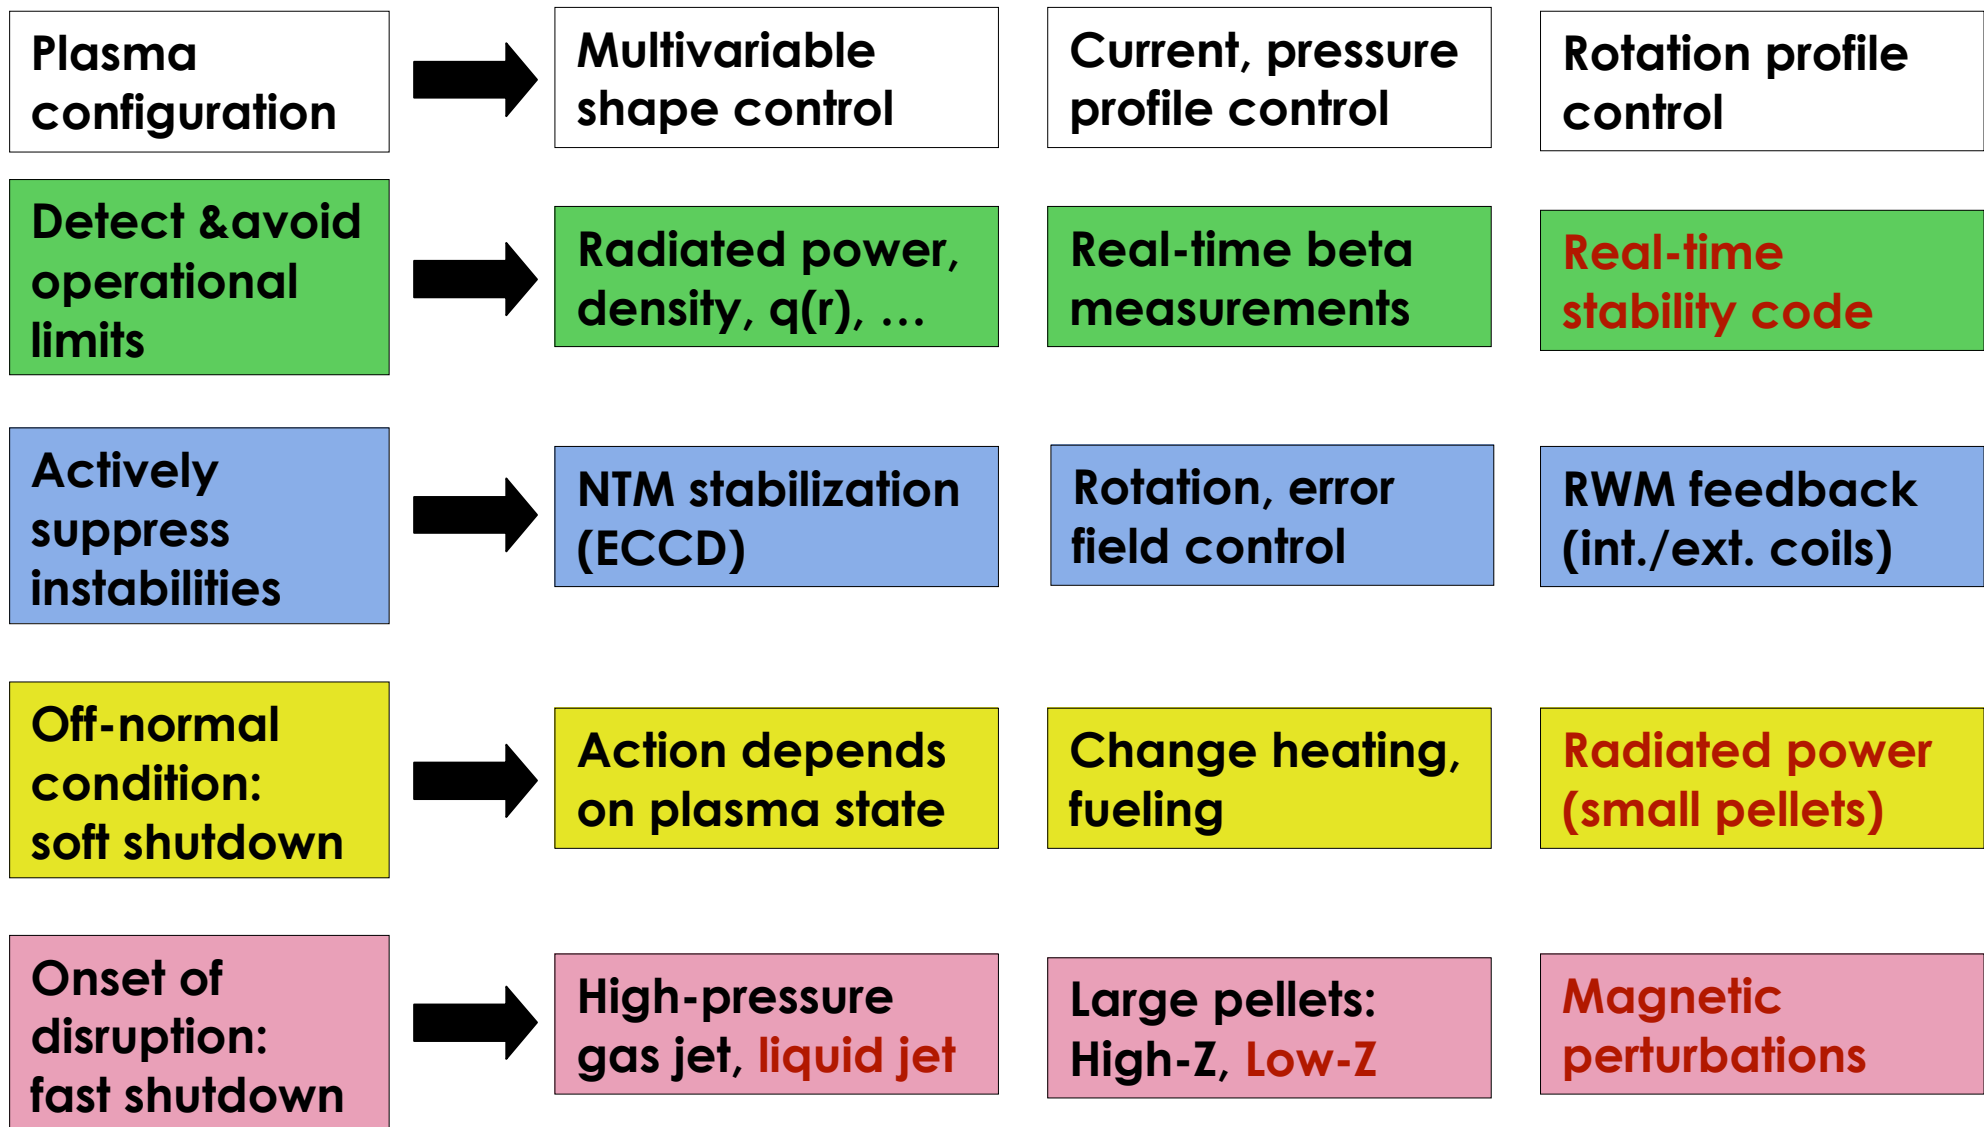 Plasma
configuration
Multivariable
shape control
Current, pressure
profile control
Rotation profile
control
Detect &avoid
operational
limits
Radiated power,
density, q(r), …
Real-time beta
measurements
Real-time
stability code
Actively
suppress
instabilities
NTM stabilization
(ECCD)
Rotation, error
field control
RWM feedback
(int./ext. coils)
Off-normal
condition:
soft shutdown
Action depends
on plasma state
Change heating,
fueling
Radiated power
(small pellets)
Onset of
disruption:
fast shutdown
High-pressure
gas jet, liquid jet
Large pellets:
High-Z, Low-Z
Magnetic
perturbations